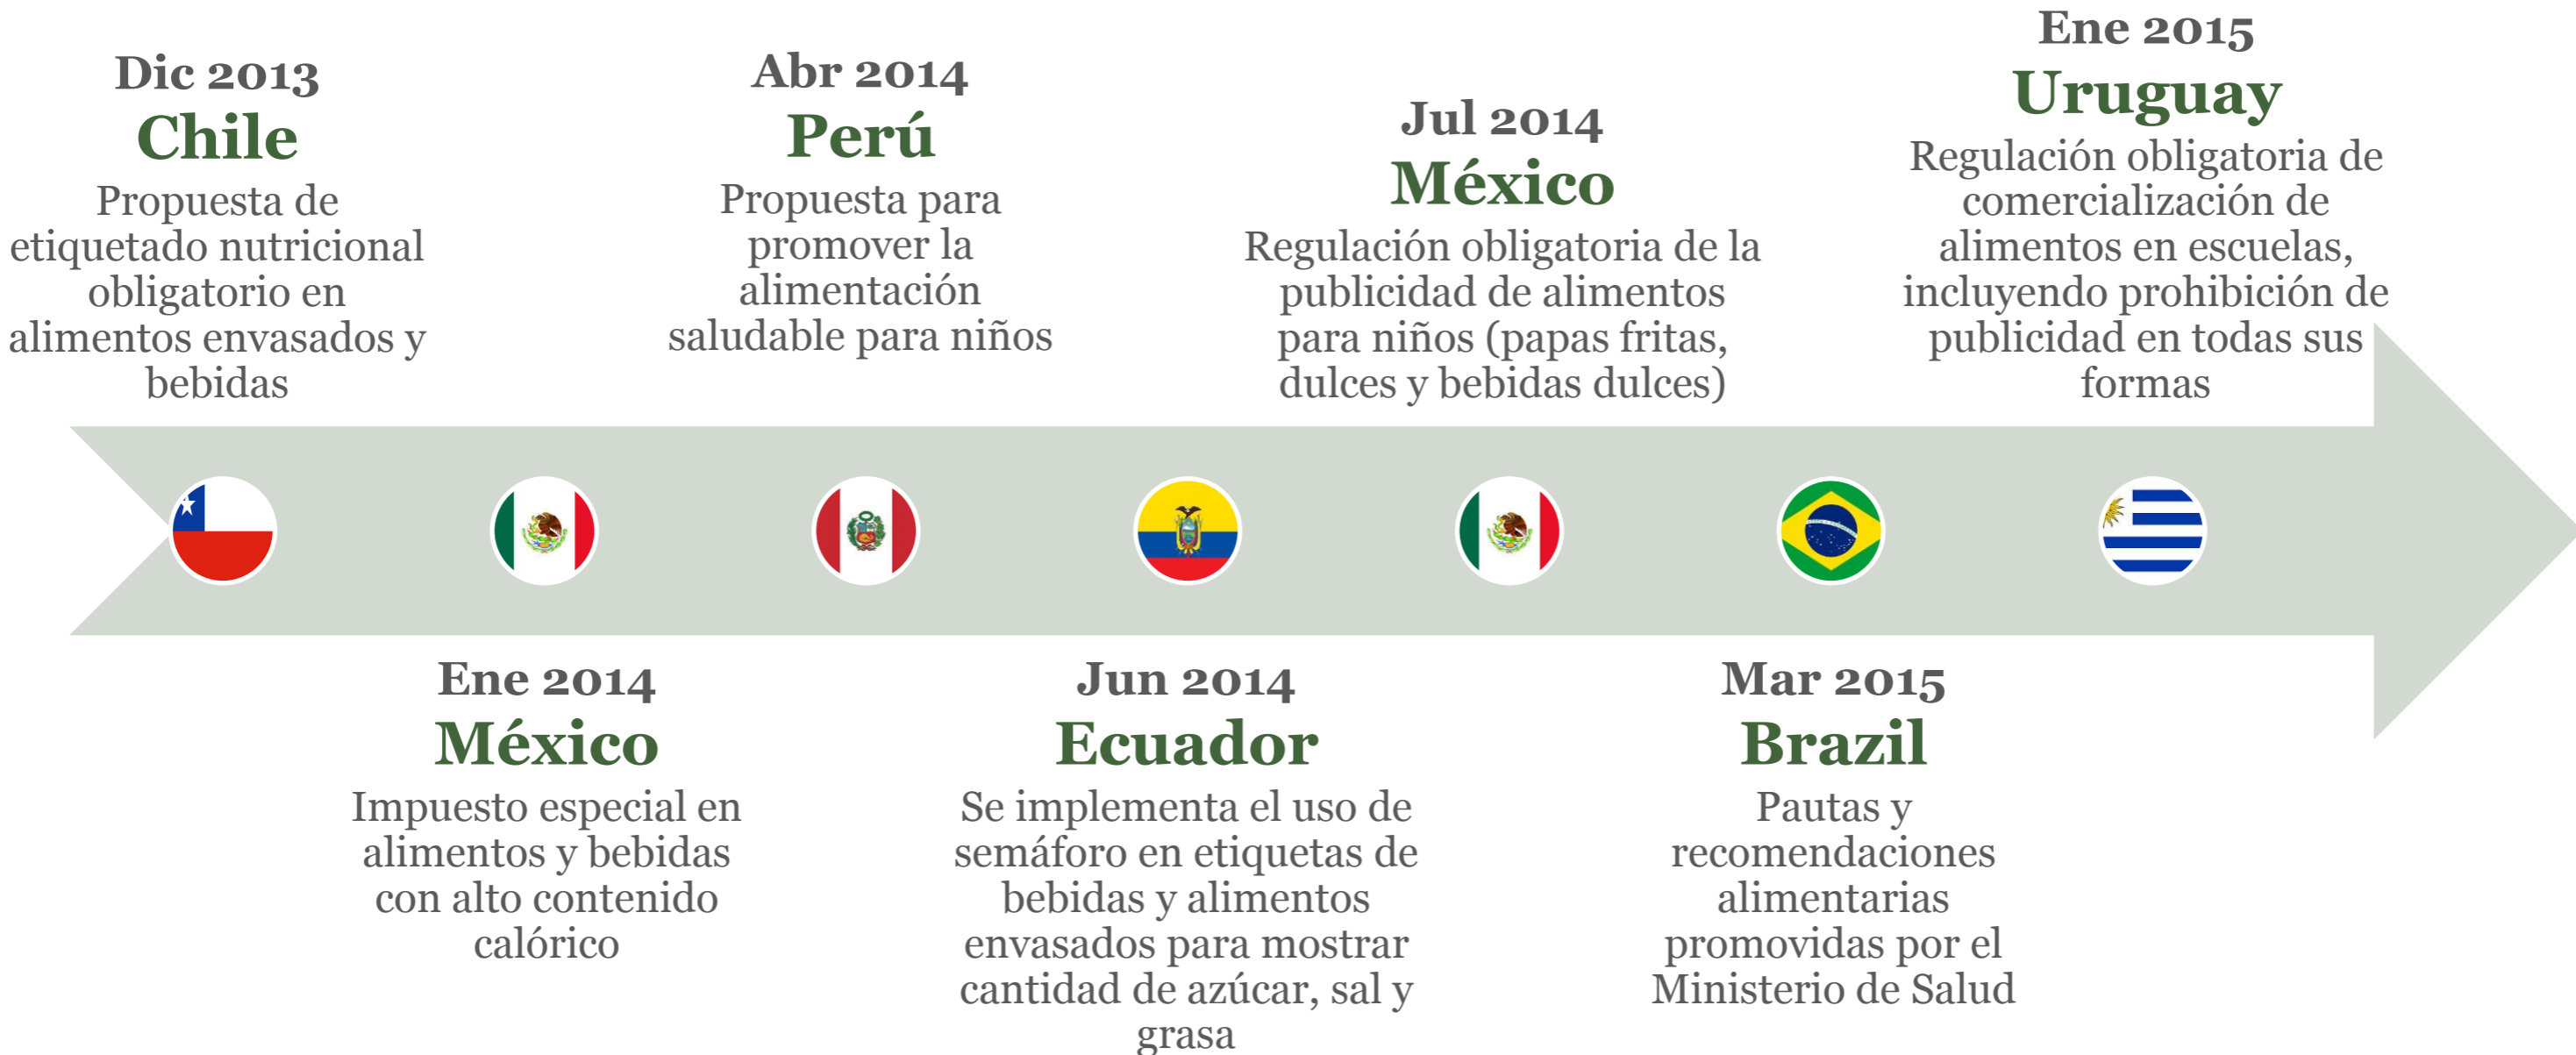 Dic 2013
Chile
Propuesta de
etiquetado nutricional
obligatorio en
alimentos envasados y
bebidas
Ene 2014
México
Impuesto especial en
alimentos y bebidas
con alto contenido
calórico
Abr 2014
Perú
Propuesta para
promover la
alimentación
saludable para niños
Jun 2014
Ecuador
Se implementa el uso de
semáforo en etiquetas de
bebidas y alimentos
envasados para mostrar
cantidad de azúcar, sal y
grasa
Jul 2014
México
Regulación obligatoria de la
publicidad de alimentos
para niños (papas fritas,
dulces y bebidas dulces)
Mar 2015
Brazil
Pautas y
recomendaciones
alimentarias
promovidas por el
Ministerio de Salud
Ene 2015
Uruguay
Regulación obligatoria de
comercialización de
alimentos en escuelas,
incluyendo prohibición de
publicidad en todas sus
formas